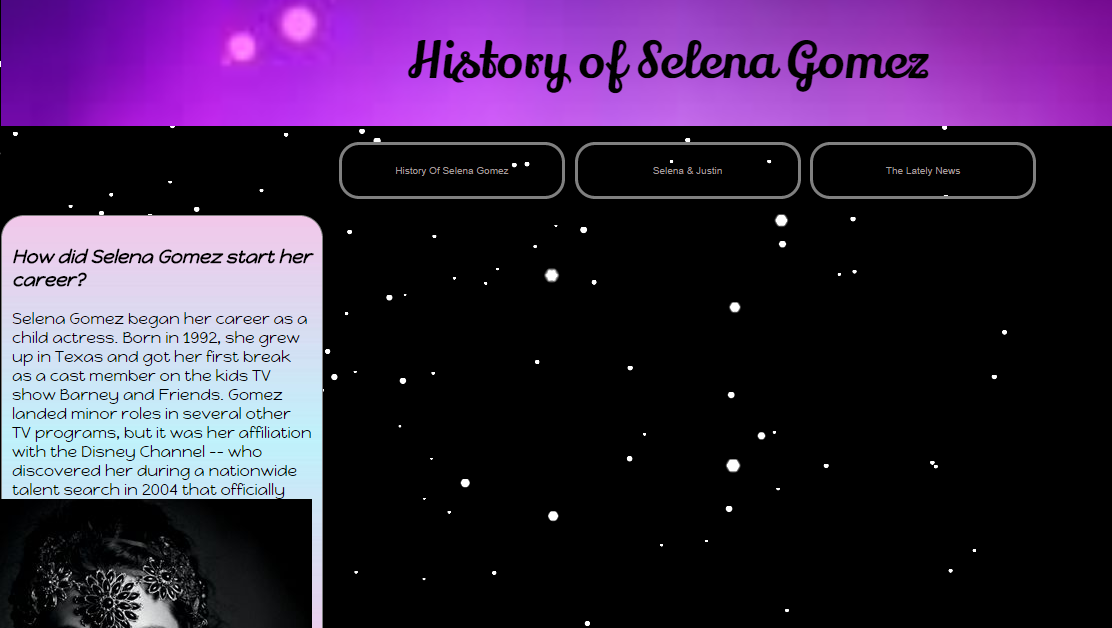 History of Selena Gomez
History Of Selena Gomez
Selena & Justin
The Lately News
How did Selena Gomez start her
career?
Selena Gomez began her career as a
child actress. Born in 1992, she grew
up in Texas and got her first break
as a cast member on the kids TV
show Barney and Friends. Gomez
landed minor roles in several other
TV programs, but it was her affiliation
with the Disney Channel -- who
discovered her during a nationwide
talent search in 2004 that officially